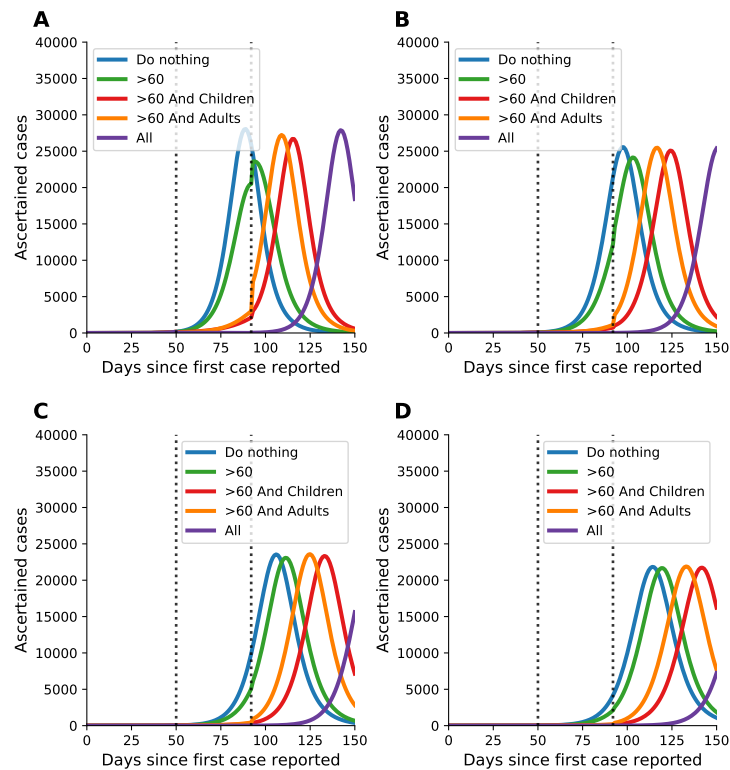 A
40000
35000
30000
25000
20000
15000
10000
5000
0
Ascertained cases
Do nothing
>60
>60 And Children
>60 And Adults
All
0 25 50 75 100 125 150
Days since first case reported
B
40000
35000
30000
25000
20000
15000
10000
5000
0
Ascertained cases
Do nothing
>60
>60 And Children
>60 And Adults
All
0 25 50 75 100 125 150
Days since first case reported
C
40000
35000
30000
25000
20000
15000
10000
5000
0
Ascertained cases
Do nothing
>60
>60 And Children
>60 And Adults
All
0 25 50 75 100 125 150
Days since first case reported
D
40000
35000
30000
25000
20000
15000
10000
5000
0
Ascertained cases
Do nothing
>60
>60 And Children
>60 And Adults
All
0 25 50 75 100 125 150
Days since first case reported